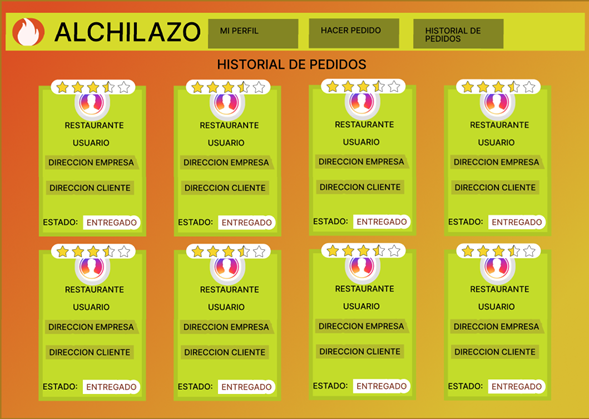 ALCHILAZO
MI PERFIL
HACER PEDIDO
HISTORIAL DE
PEDIDOS
HISTORIAL DE PEDIDOS
RESTAURANTE
USUARIO
DIRECCION EMPRESA
DIRECCION CLIENTE
ESTADO: ENTREGADO
RESTAURANTE
USUARIO
DIRECCION EMPRESA
DIRECCION CLIENTE
ESTADO: ENTREGADO
RESTAURANTE
USUARIO
DIRECCION EMPRESA
DIRECCION CLIENTE
ESTADO: ENTREGADO
RESTAURANTE
USUARIO
DIRECCION EMPRESA
DIRECCION CLIENTE
ESTADO: ENTREGADO
RESTAURANTE
USUARIO
DIRECCION EMPRESA
DIRECCION CLIENTE
ESTADO: ENTREGADO
RESTAURANTE
USUARIO
DIRECCION EMPRESA
DIRECCION CLIENTE
ESTADO: ENTREGADO
RESTAURANTE
USUARIO
DIRECCION EMPRESA
DIRECCION CLIENTE
ESTADO: ENTREGADO
RESTAURANTE
USUARIO
DIRECCION EMPRESA
DIRECCION CLIENTE
ESTADO: ENTREGADO